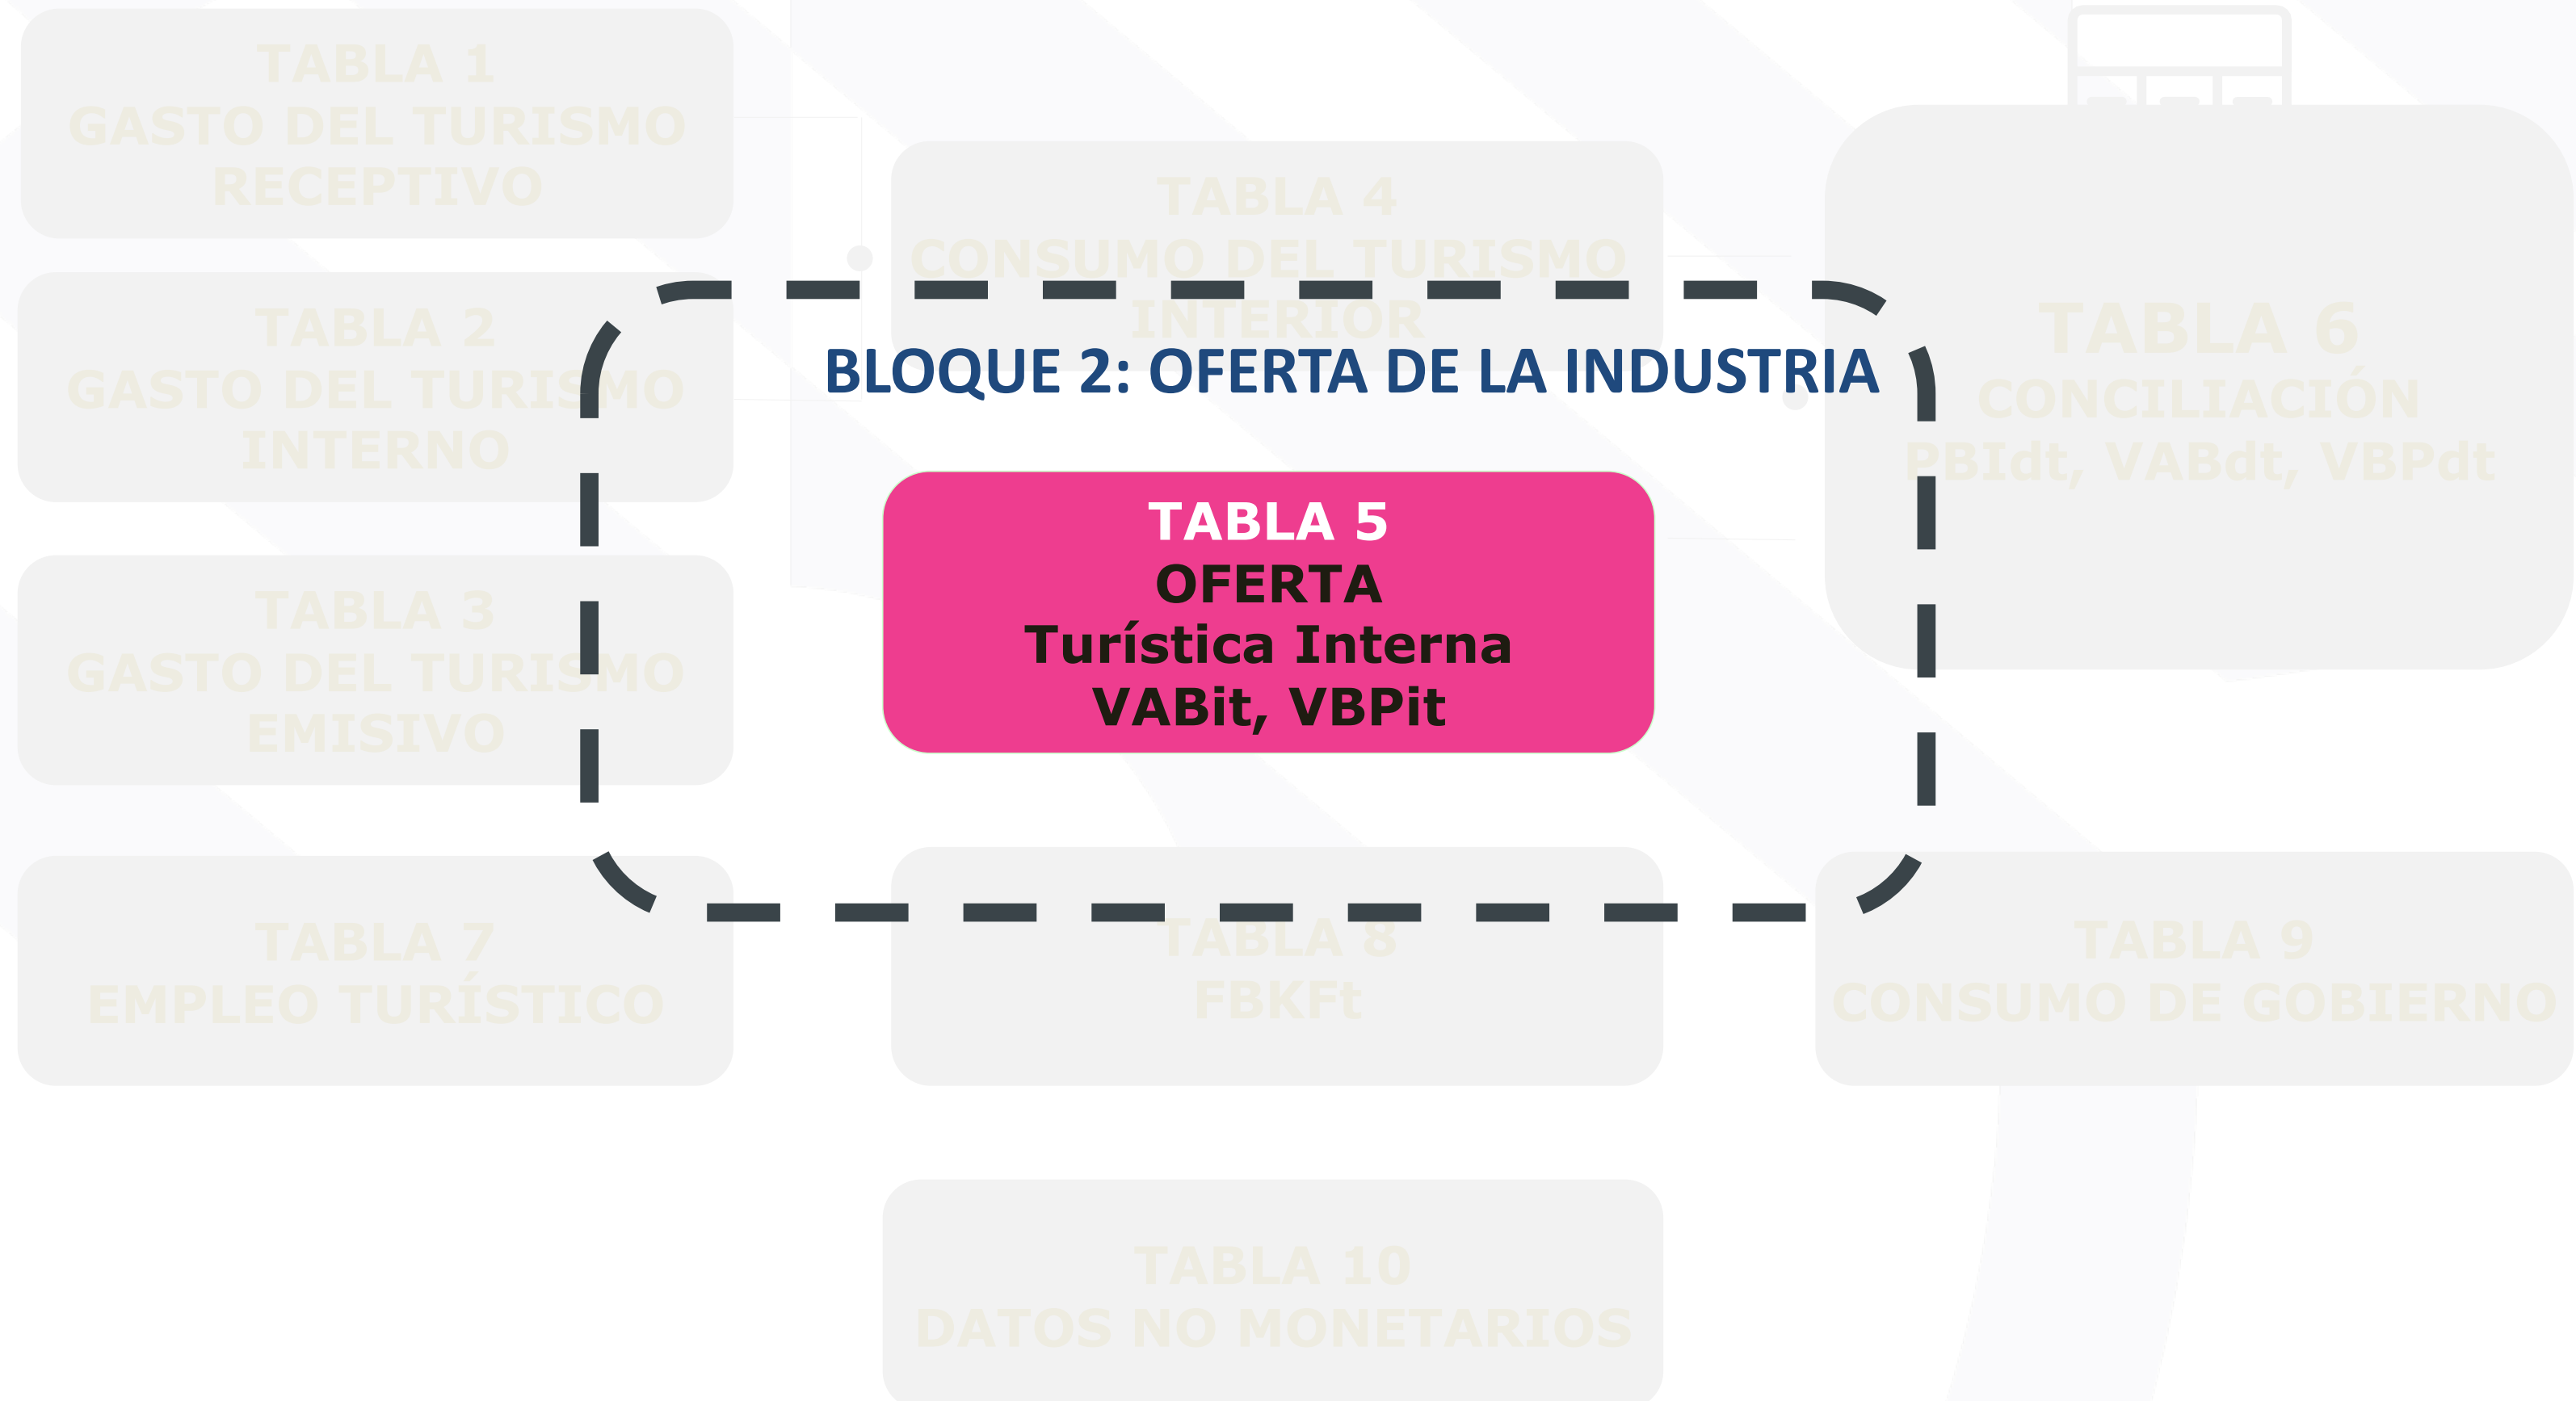 TABLA 1
GASTO DEL TURISMO
RECEPTIVO
TABLA 2
GASTO DEL TURISMO
INTERNO
TABLA 3
GASTO DEL TURISMO
EMISIVO
TABLA 4
CONSUMO DEL TURISMO
INTERIOR
BLOQUE 2: OFERTA DE LA INDUSTRIA
TABLA 5
OFERTA
Turística Interna
VABit, VBPit
TABLA 6
CONCILIACIÓN
PBIdt, VABdt, VBPdt
TABLA 7
EMPLEO TURÍSTICO
TABLA 8
FBKFt
TABLA 9
CONSUMO DE GOBIERNO
TABLA 10
DATOS NO MONETARIOS